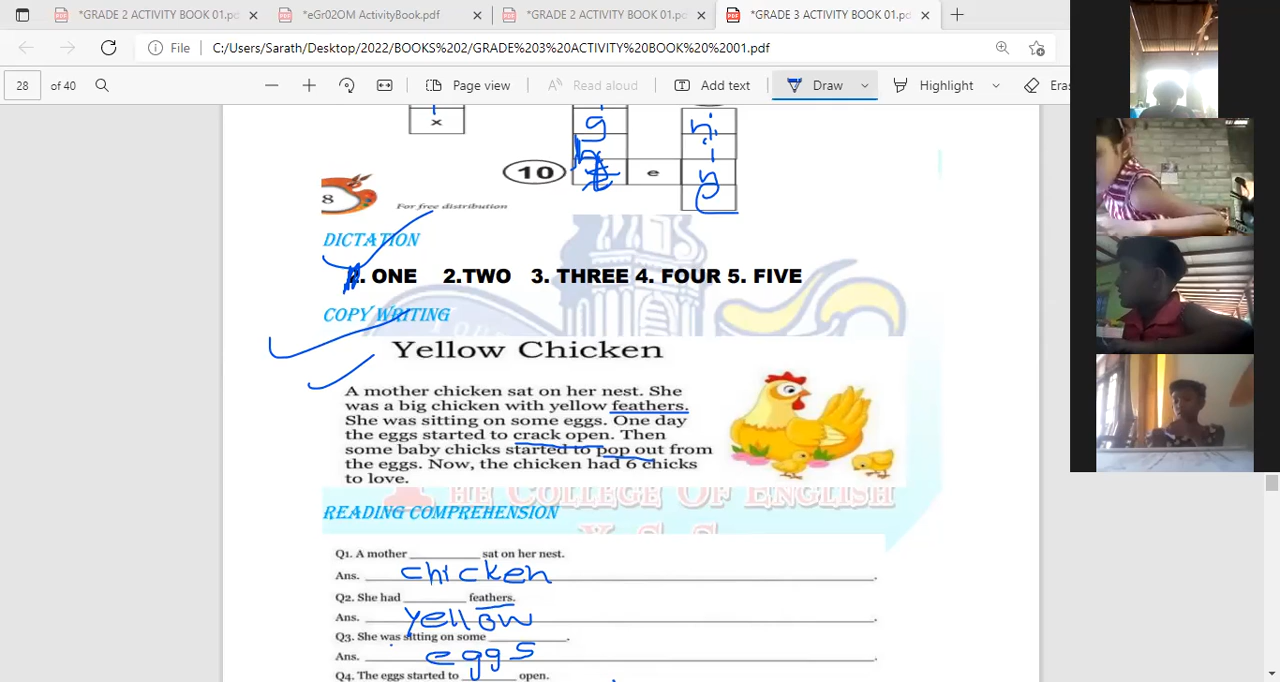 *GRADE 2 ACTIVITY BOOK 01.p
*eGr02OM ActivityBook.pdf
*GRADE 2 ACTIVITY BOOK 01.p
*GRADE 3 ACTIVITY BOOK 01.pd
File C:/Users/Sarath/Desktop/2022/BOOKS%202/GRADE%203%20ACTIVITY%20BOOK%20%2001.pdf
28 of 40 Page view Read aloud Add text Draw Highlight Eras
x g n
h i
10 e
8
For free distribution
DICTATION
. ONE 2.TWO 3. THREE 4. FOUR 5. FIVE
COPY WRITING
Yellow Chicken
A mother chicken sat on her nest. She
was a big chicken with yellow feathers.
She was sitting on some eggs. One day
the eggs started to crack open. Then
some baby chicks started to pop out from
the eggs. Now, the chicken had 6 chicks
to love.
THE COLLEGE OF ENGLISH
READING COMPREHENSION
Q1. A mother __________ sat on her nest.
Ans. chicken
Q2. She had __________ feathers.
Ans. yellow
Q3. She was sitting on some ____________.
Ans. eggs
Q4. The eggs started to ________ open.